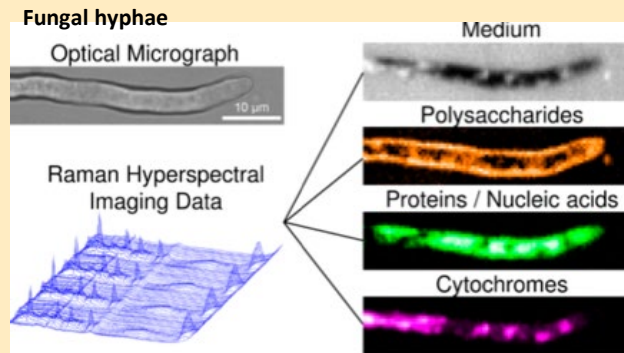 Fungal hyphae
Optical Micrograph
10 µm
Raman Hyperspectral
Imaging Data
Medium
Polysaccharides
Proteins / Nucleic acids
Cytochromes